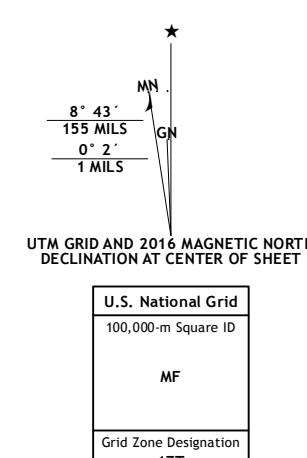 ★
MN
8° 43´
155 MILS
GN
0° 2´
1 MILS
UTM GRID AND 2016 MAGNETIC NORTH
DECLINATION AT CENTER OF SHEET
U.S. National Grid
100,000-m Square ID
MF
Grid Zone Designation